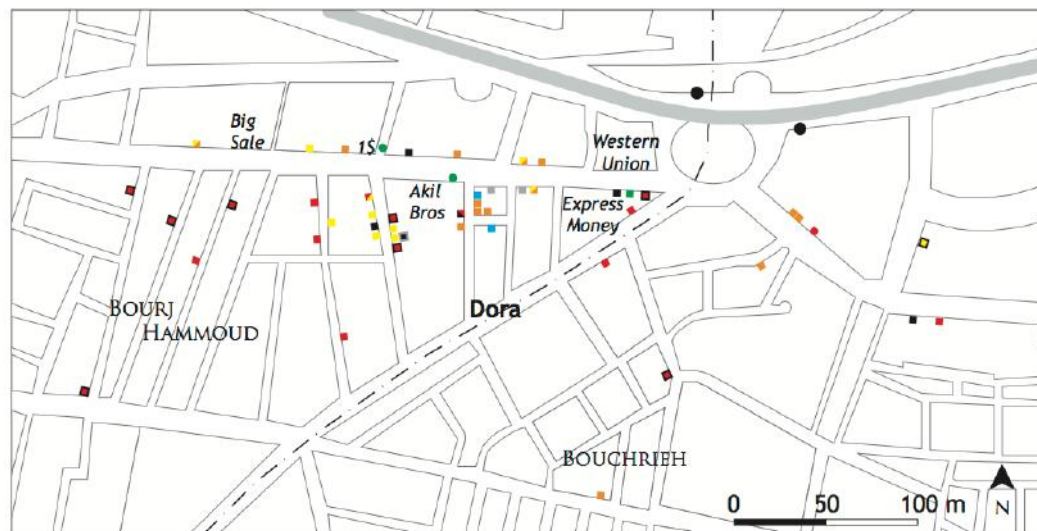 Big
Sale
1$
Western
Union
Akil
Bros
Express
Money
Dora
BOURJ
HAMMOUD
BOUCHRIEH
0 50 100 m
N